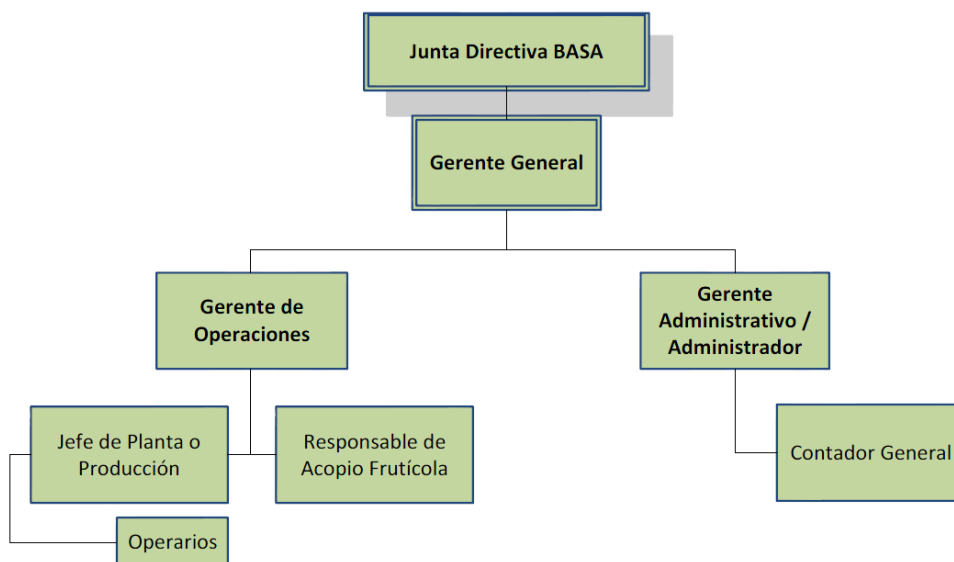 Junta Directiva BASA
Gerente General
Gerente de
Operaciones
Gerente
Administrativo /
Administrador
Jefe de Planta o
Producción
Responsable de
Acopio Frutícola
Contador General
Operarios